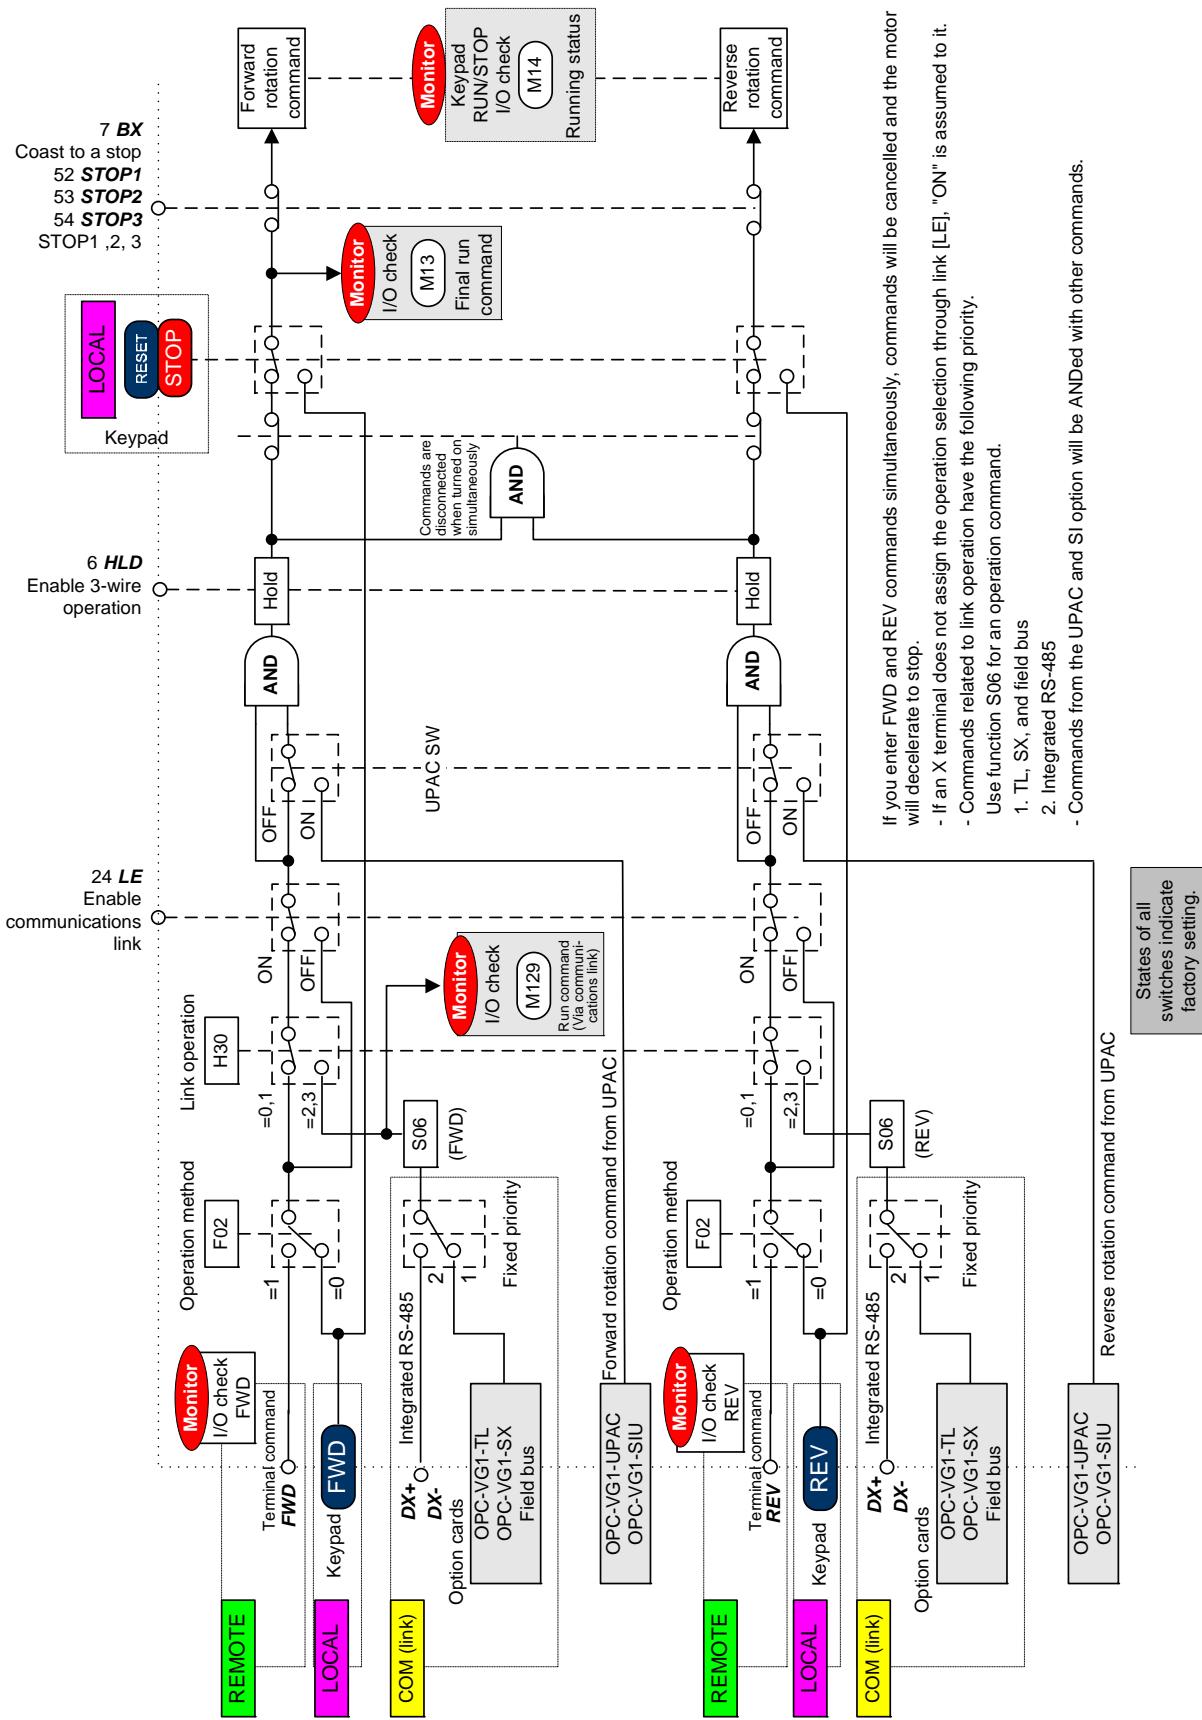 7 BX
Coast to a stop
52 STOP1
53 STOP2
54 STOP3
STOP1 ,2, 3
6 HLD
Enable 3-wire
operation
24 LE
Enable
communications
link
LOCAL
RESET
STOP
Keypad
REMOTE
Monitor
I/O check
FWD
Terminal command
FWD
LOCAL
Keypad
FWD
COM (link)
DX+
DX-
Integrated RS-485
Option cards
OPC-VG1-TL
OPC-VG1-SX
Field bus
OPC-VG1-UPAC
OPC-VG1-SIU
Forward rotation command from UPAC
Operation method
F02
=1
=0
2
1
Fixed priority
S06
(FWD)
Link operation
H30
=0,1
=2,3
ON
OFF
Monitor
I/O check
M129
Run command
(Via communi-
cations link)
OFF
ON
UPAC SW
AND
Hold
Commands are
disconnected
when turned on
simultaneously
AND
Monitor
I/O check
M13
Final run
command
Forward
rotation
command
Monitor
Keypad
RUN/STOP
I/O check
M14
Running status
REMOTE
Monitor
I/O check
REV
Terminal command
REV
LOCAL
Keypad
REV
COM (link)
DX+
DX-
Integrated RS-485
Option cards
OPC-VG1-TL
OPC-VG1-SX
Field bus
OPC-VG1-UPAC
OPC-VG1-SIU
Reverse rotation command from UPAC
Operation method
F02
=1
=0
2
1
Fixed priority
S06
(REV)
=0,1
=2,3
ON
OFF
OFF
ON
AND
Hold
Reverse
rotation
command
If you enter FWD and REV commands simultaneously, commands will be cancelled and the motor
will decelerate to stop.
- If an X terminal does not assign the operation selection through link [LE], "ON" is assumed to it.
- Commands related to link operation have the following priority.
Use function S06 for an operation command.
1. TL, SX, and field bus
2. Integrated RS-485
- Commands from the UPAC and SI option will be ANDed with other commands.
States of all
switches indicate
factory setting.